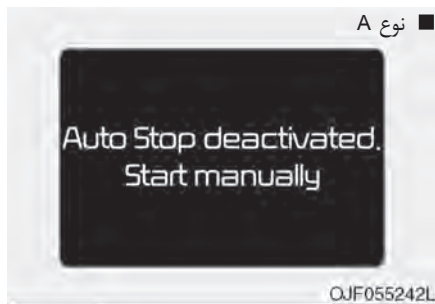 ■ نوع A
Auto Stop deactivated.
Start manually
OJF055242L